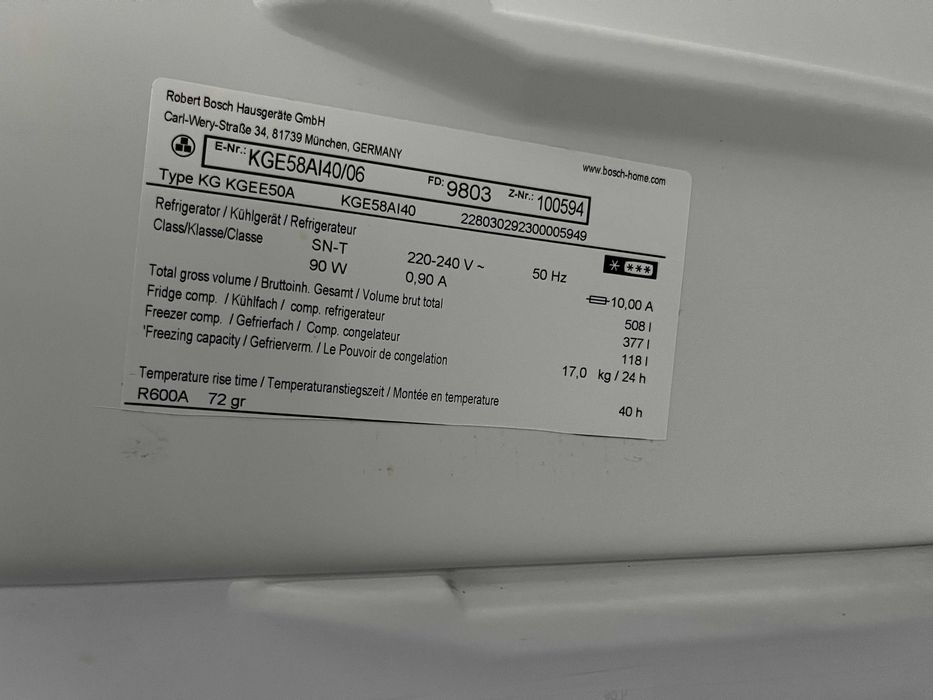 Robert Bosch Hausgeräte GmbH
Carl-Wery-Straße 34, 81739 München, GERMANY
www.bosch-home.com
E-Nr.: KGE58AI40/06 FD: 9803 Z-Nr.: 100594
Type KG KGEE50A KGE58AI40 228030292300005949
Refrigerator / Kühlgerät / Refrigerateur
Class/Klasse/Classe SN-T 220-240 V ~ 50 Hz
90 W 0,90 A 10,00 A
Total gross volume / Bruttoinh. Gesamt / Volume brut total 508 l
Fridge comp. / Kühlfach / comp. refrigerateur 377 l
Freezer comp. / Gefrierfach / Comp. congelateur 118 l
'Freezing capacity / Gefrierverm. / Le Pouvoir de congelation 17,0 kg / 24 h
Temperature rise time / Temperaturanstiegszeit / Montée en temperature 40 h
R600A 72 gr